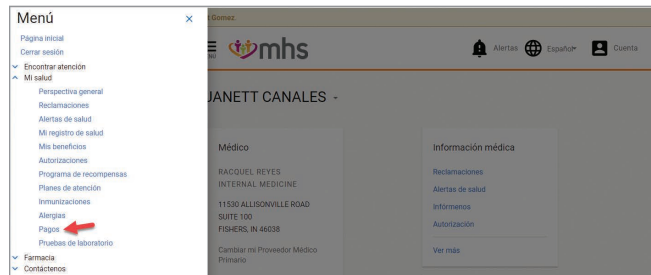 Menú
×
Página inicial
Cerrar sesión
Encontrar atención
Mi salud
Perspectiva general
Reclamaciones
Alertas de salud
Mi registro de salud
Mis beneficios
Autorizaciones
Programa de recompensas
Planes de atención
Inmunizaciones
Alergias
Pagos
Pruebas de laboratorio
Farmacia
Contáctenos
Gomez
mhs
Alertas
Español
Cuenta
JANETT CANALES
Médico
RACQUEL REYES
INTERNAL MEDICINE
11530 ALLISONVILLE ROAD
SUITE 100
FISHERS, IN 46038
Cambiar mi Proveedor Médico
Primario
Información médica
Reclamaciones
Alertas de salud
Infórmenos
Autorización
Ver más